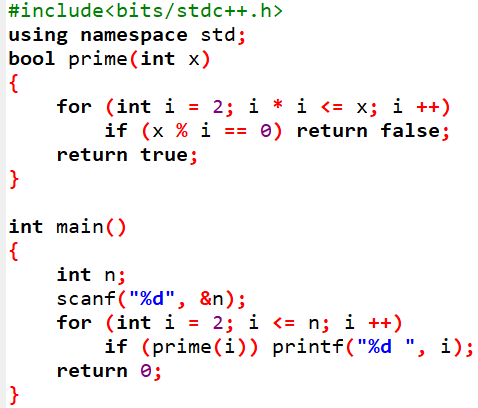 #include<bits/stdc++.h>
using namespace std;
bool prime(int x)
{
    for (int i = 2; i * i <= x; i ++)
        if (x % i == 0) return false;
    return true;
}

int main()
{
    int n;
    scanf("%d", &n);
    for (int i = 2; i <= n; i ++)
        if (prime(i)) printf("%d ", i);
    return 0;
}